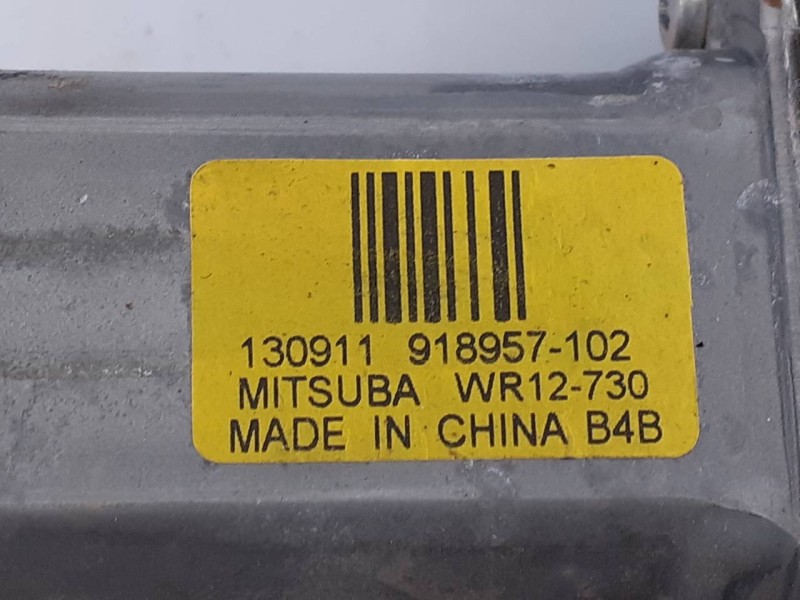 130911 918957-102
MITSUBA WR12-730
MADE IN CHINA B4B